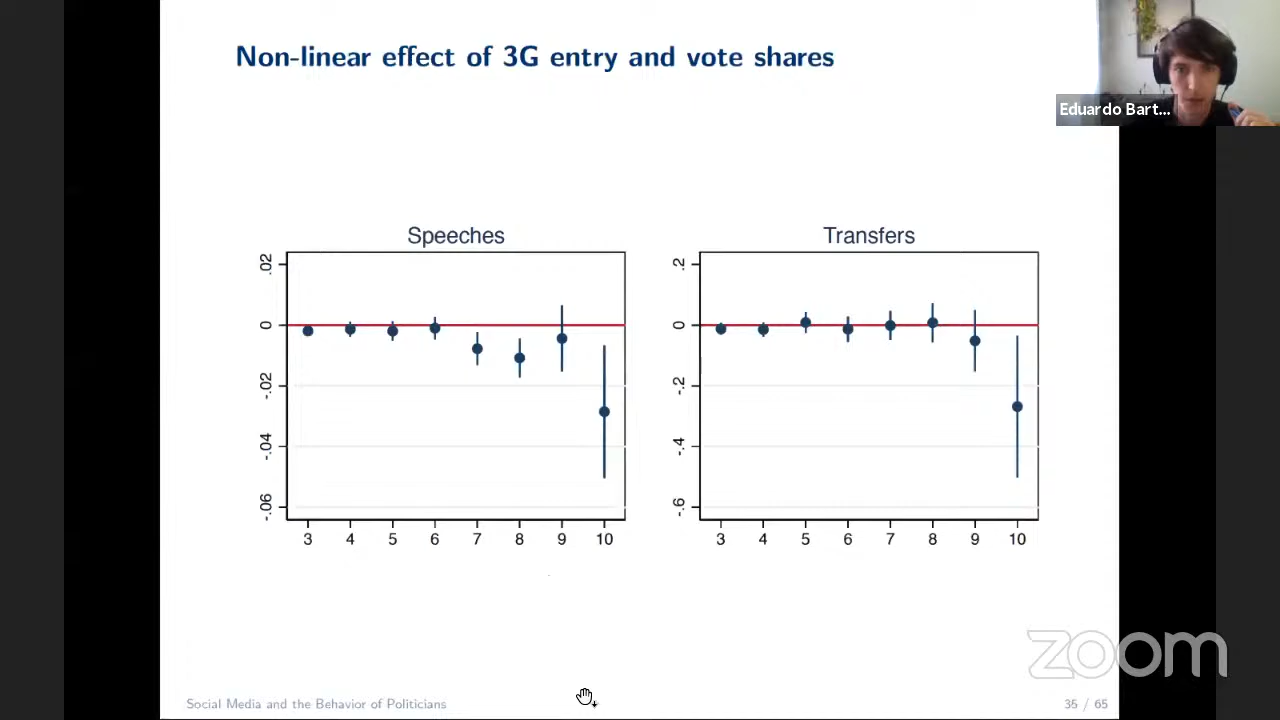 Non-linear effect of 3G entry and vote shares
Eduardo Bart...
Speeches
.02
0
-.02
-.04
-.06
3 4 5 6 7 8 9 10
Transfers
.2
0
-.2
-.4
-.6
3 4 5 6 7 8 9 10
zoom
Social Media and the Behavior of Politicians
35 / 65